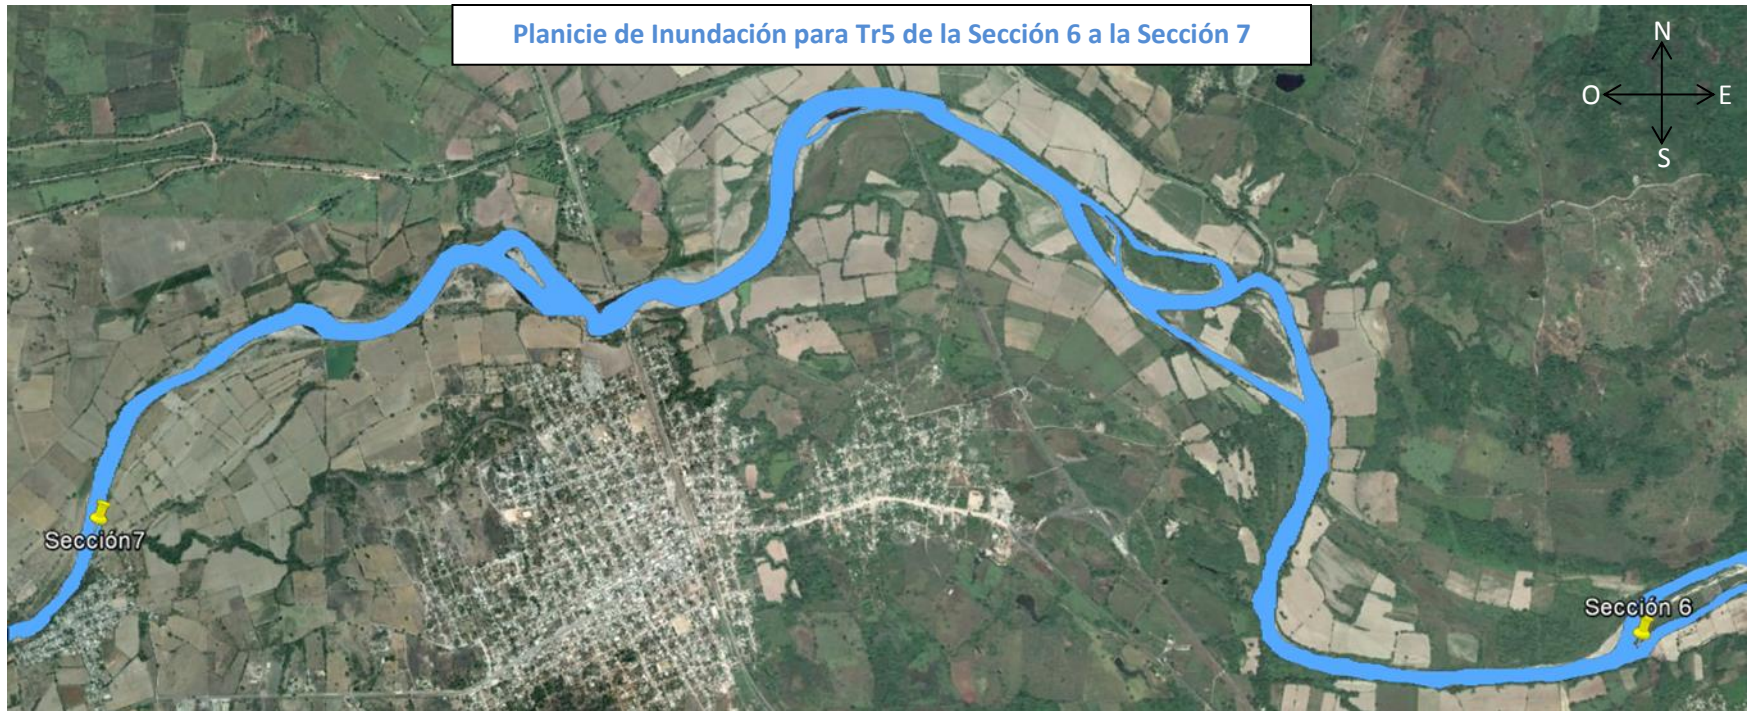 Planicie de Inundación para Tr5 de la Sección 6 a la Sección 7
N
O E
S
Sección7
Sección 6